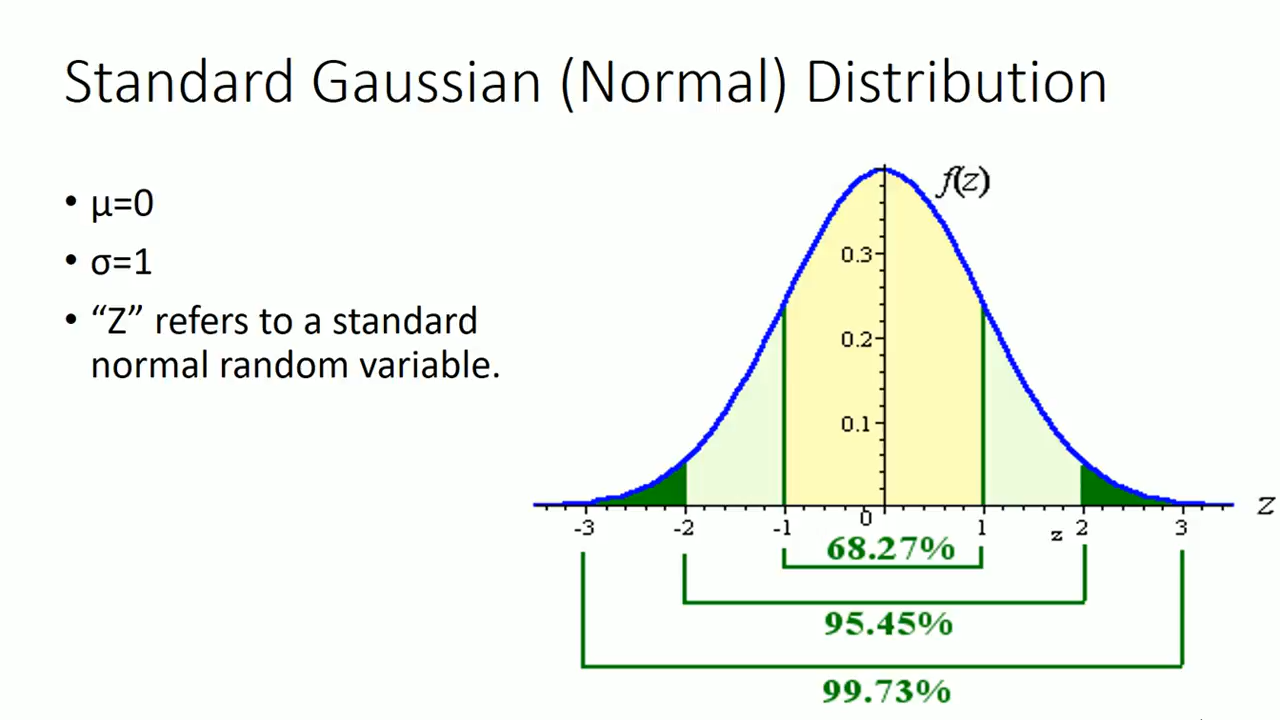 Standard Gaussian (Normal) Distribution
• μ=0
• σ=1
• “Z” refers to a standard
normal random variable.
f(z)
0.3
0.2
0.1
-3 -2 -1 0 1 z 2 3 Z
68.27%
95.45%
99.73%